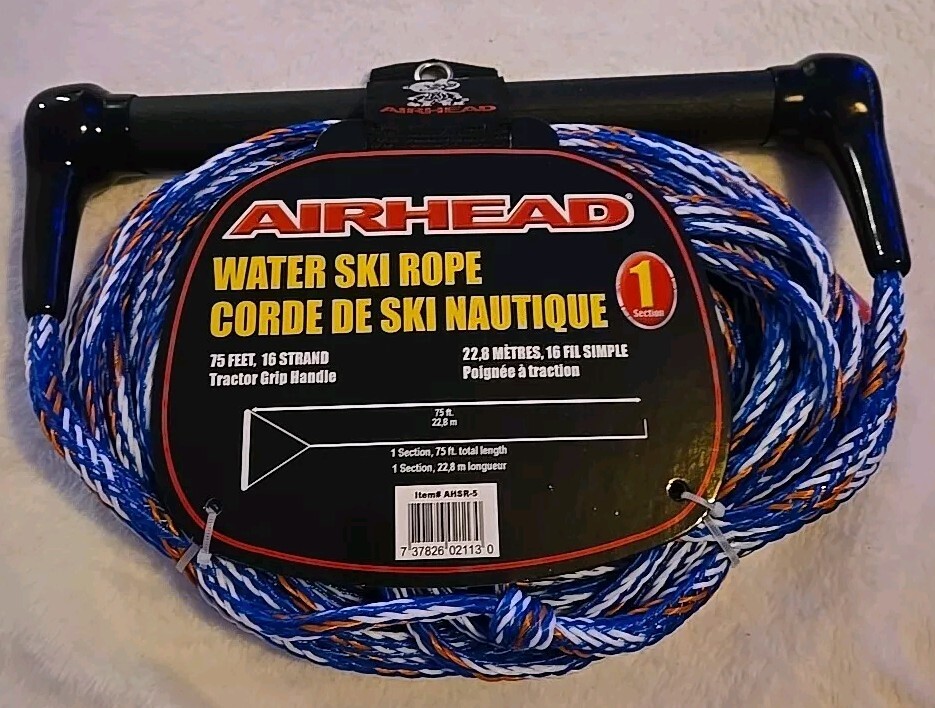 AIRHEAD
AIRHEAD®
WATER SKI ROPE
CORDE DE SKI NAUTIQUE
1
Section
75 FEET, 16 STRAND
Tractor Grip Handle
22,8 MÈTRES, 16 FIL SIMPLE
Poignée à traction
75 ft.
22,8 m
1 Section, 75 ft. total length
1 Section, 22,8 m longueur
Item# AHSR-5
7 37826 02113 0